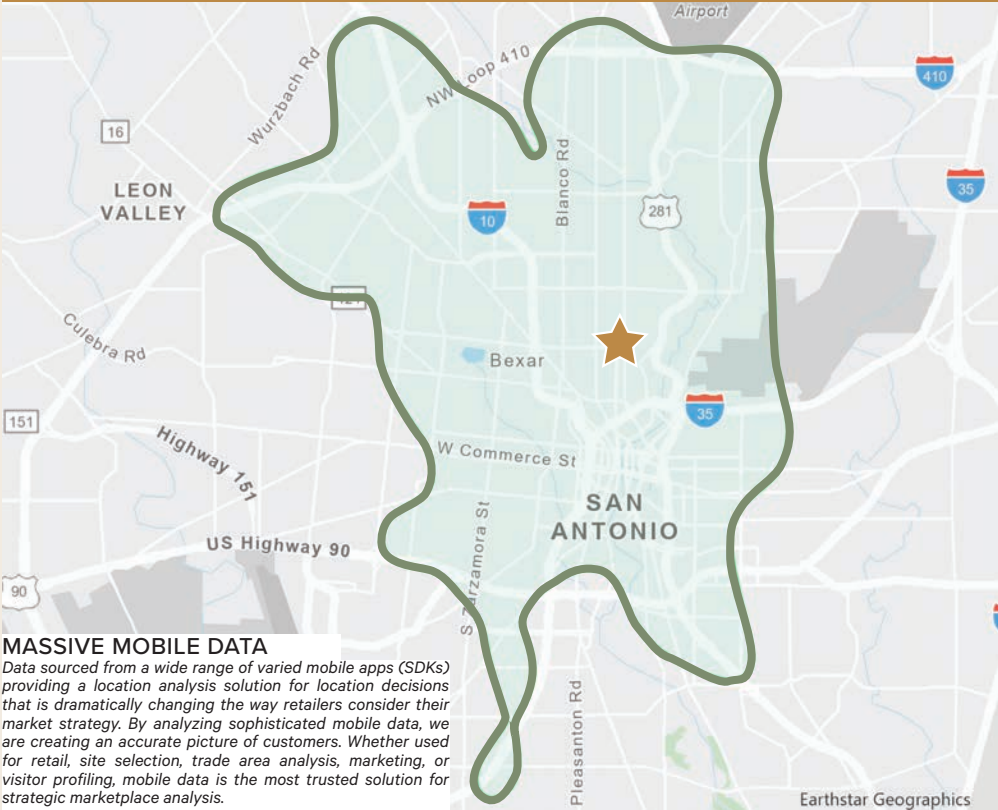 Airport
NW Loop 410
410
Wurzbach Rd
16
Blanco Rd
35
LEON
VALLEY
10
281
421
Culebra Rd
Bexar
151
35
Highway 151
W Commerce St
SAN
ANTONIO
US Highway 90
S Zarzamora St
90
MASSIVE MOBILE DATA
Data sourced from a wide range of varied mobile apps (SDKs)
providing a location analysis solution for location decisions
that is dramatically changing the way retailers consider their
market strategy. By analyzing sophisticated mobile data, we
are creating an accurate picture of customers. Whether used
for retail, site selection, trade area analysis, marketing, or
visitor profiling, mobile data is the most trusted solution for
strategic marketplace analysis.
Pleasanton Rd
Earthstar Geographics